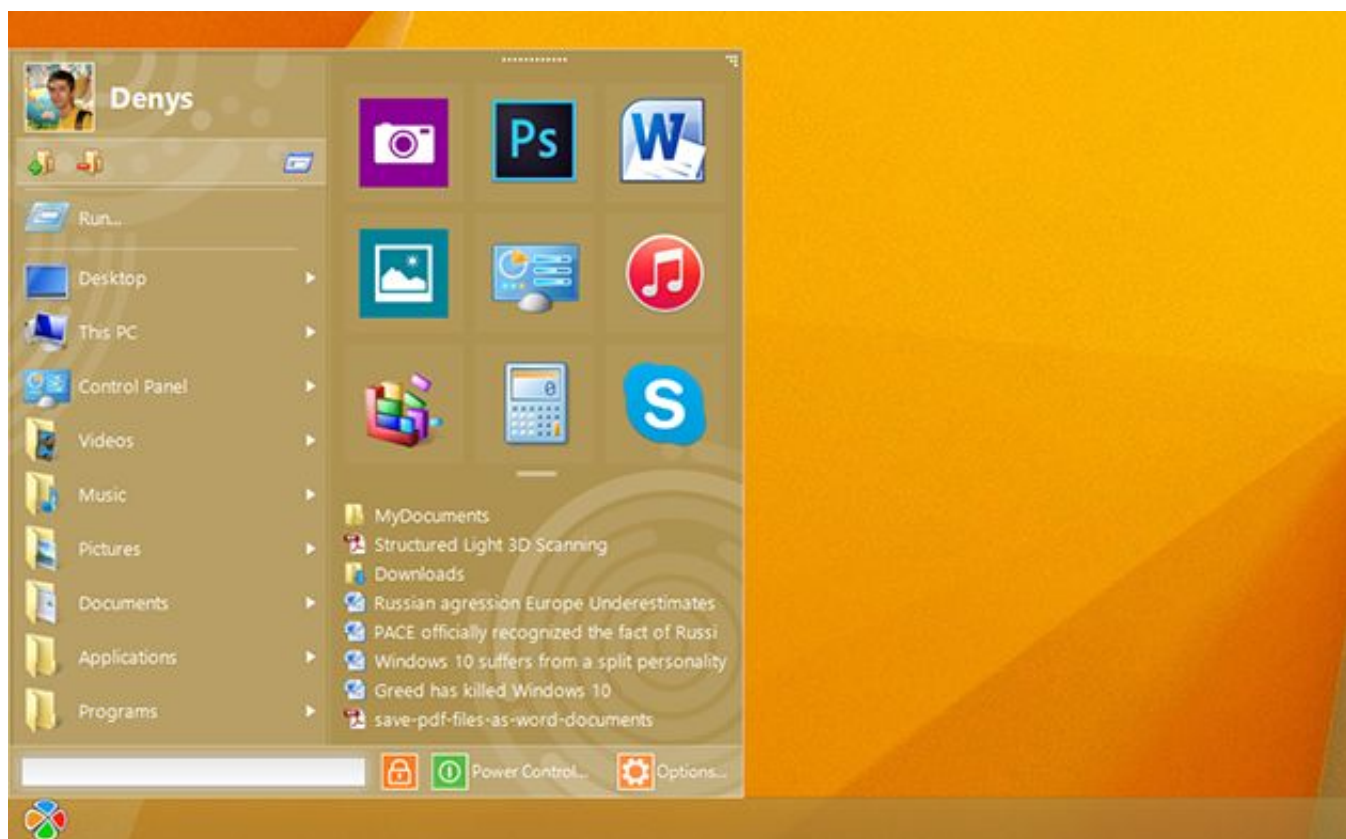 Denys
Run...
Desktop
This PC
Control Panel
Videos
Music
Pictures
Documents
Applications
Programs
Ps
W
0
S
MyDocuments
Structured Light 3D Scanning
Downloads
Russian agression Europe Underestimates
PACE officially recognized the fact of Russi
Windows 10 suffers from a split personality
Greed has killed Windows 10
save-pdf-files-as-word-documents
Power Control...
Options...